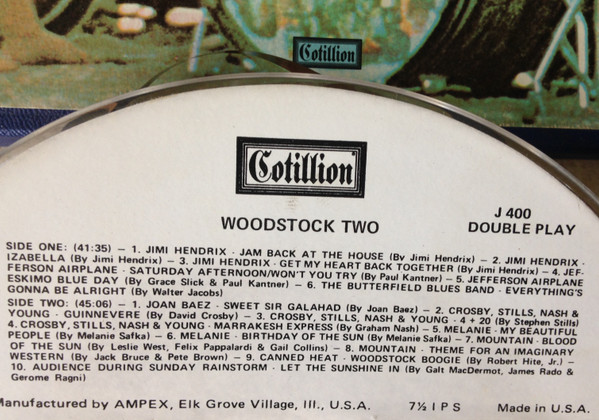 Cotillion
Cotillion
WOODSTOCK TWO
J 400
DOUBLE PLAY
SIDE ONE: (41:35) – 1. JIMI HENDRIX · JAM BACK AT THE HOUSE (By Jimi Hendrix) – 2. JIMI HENDRIX ·
IZABELLA (By Jimi Hendrix) – 3. JIMI HENDRIX · GET MY HEART BACK TOGETHER (By Jimi Hendrix) – 4. JEF-
FERSON AIRPLANE · SATURDAY AFTERNOON/WON'T YOU TRY (By Paul Kantner) – 5. JEFFERSON AIRPLANE
ESKIMO BLUE DAY (By Grace Slick & Paul Kantner) – 6. THE BUTTERFIELD BLUES BAND · EVERYTHING'S
GONNA BE ALRIGHT (By Walter Jacobs)
SIDE TWO: (45:06) – 1. JOAN BAEZ · SWEET SIR GALAHAD (By Joan Baez) – 2. CROSBY, STILLS, NASH &
YOUNG · GUINNEVERE (By David Crosby) – 3. CROSBY, STILLS, NASH & YOUNG · 4 + 20 (By Stephen Stills)
4. CROSBY, STILLS, NASH & YOUNG · MARRAKESH EXPRESS (By Graham Nash) – 5. MELANIE · MY BEAUTIFUL
PEOPLE (By Melanie Safka) – 6. MELANIE · BIRTHDAY OF THE SUN (By Melanie Safka) – 7. MOUNTAIN · BLOOD
OF THE SUN (By Leslie West, Felix Pappalardi & Gail Collins) – 8. MOUNTAIN · THEME FOR AN IMAGINARY
WESTERN (By Jack Bruce & Pete Brown) – 9. CANNED HEAT · WOODSTOCK BOOGIE (By Robert Hite, Jr.) –
10. AUDIENCE DURING SUNDAY RAINSTORM · LET THE SUNSHINE IN (By Galt MacDermot, James Rado &
Gerome Ragni)
Manufactured by AMPEX, Elk Grove Village, Ill., U.S.A.
7½ I P S
Made in U.S.A.